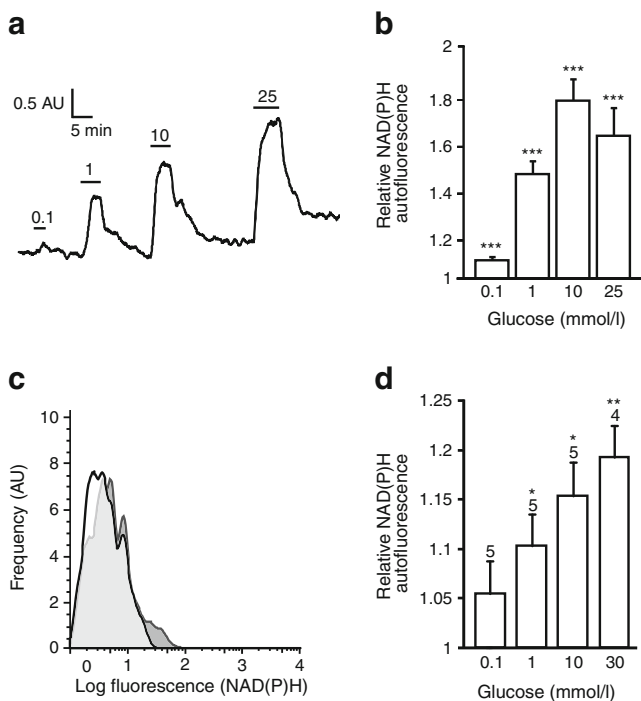 a
0.5 AU
5 min
0.1
1
10
25
b
Relative NAD(P)H
autofluorescence
2
1.8
1.6
1.4
1.2
1
***
***
***
***
0.1 1 10 25
Glucose (mmol/l)
c
Frequency (AU)
10
8
6
4
2
0
0 1 2 3 4
Log fluorescence (NAD(P)H)
d
Relative NAD(P)H
autofluorescence
1.25
1.2
1.15
1.1
1.05
1
5
*
5
*
5
**
4
0.1 1 10 30
Glucose (mmol/l)